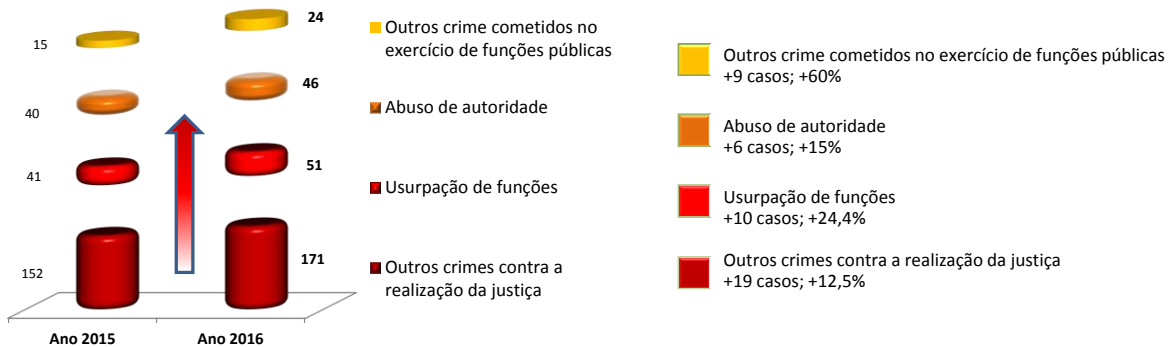 24
15
46
40
51
41
171
152
Ano 2015
Ano 2016
Outros crime cometidos no
exercício de funções públicas
Abuso de autoridade
Usurpação de funções
Outros crimes contra a
realização da justiça
Outros crime cometidos no exercício de funções públicas
+9 casos; +60%
Abuso de autoridade
+6 casos; +15%
Usurpação de funções
+10 casos; +24,4%
Outros crimes contra a realização da justiça
+19 casos; +12,5%